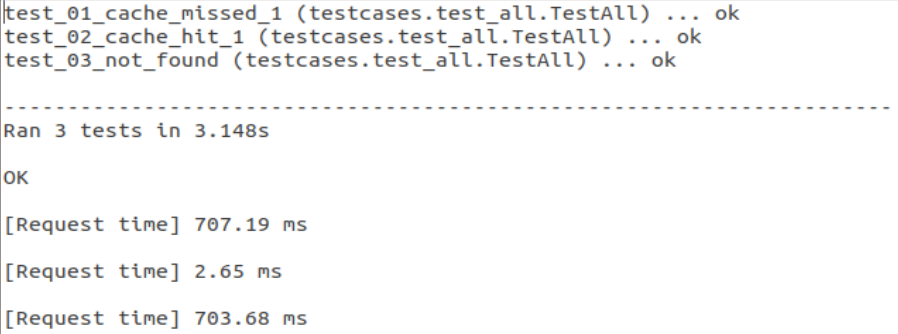 test_01_cache_missed_1 (testcases.test_all.TestAll) ... ok
test_02_cache_hit_1 (testcases.test_all.TestAll) ... ok
test_03_not_found (testcases.test_all.TestAll) ... ok
----------------------------------------------------------------------
Ran 3 tests in 3.148s
OK
[Request time] 707.19 ms
[Request time] 2.65 ms
[Request time] 703.68 ms